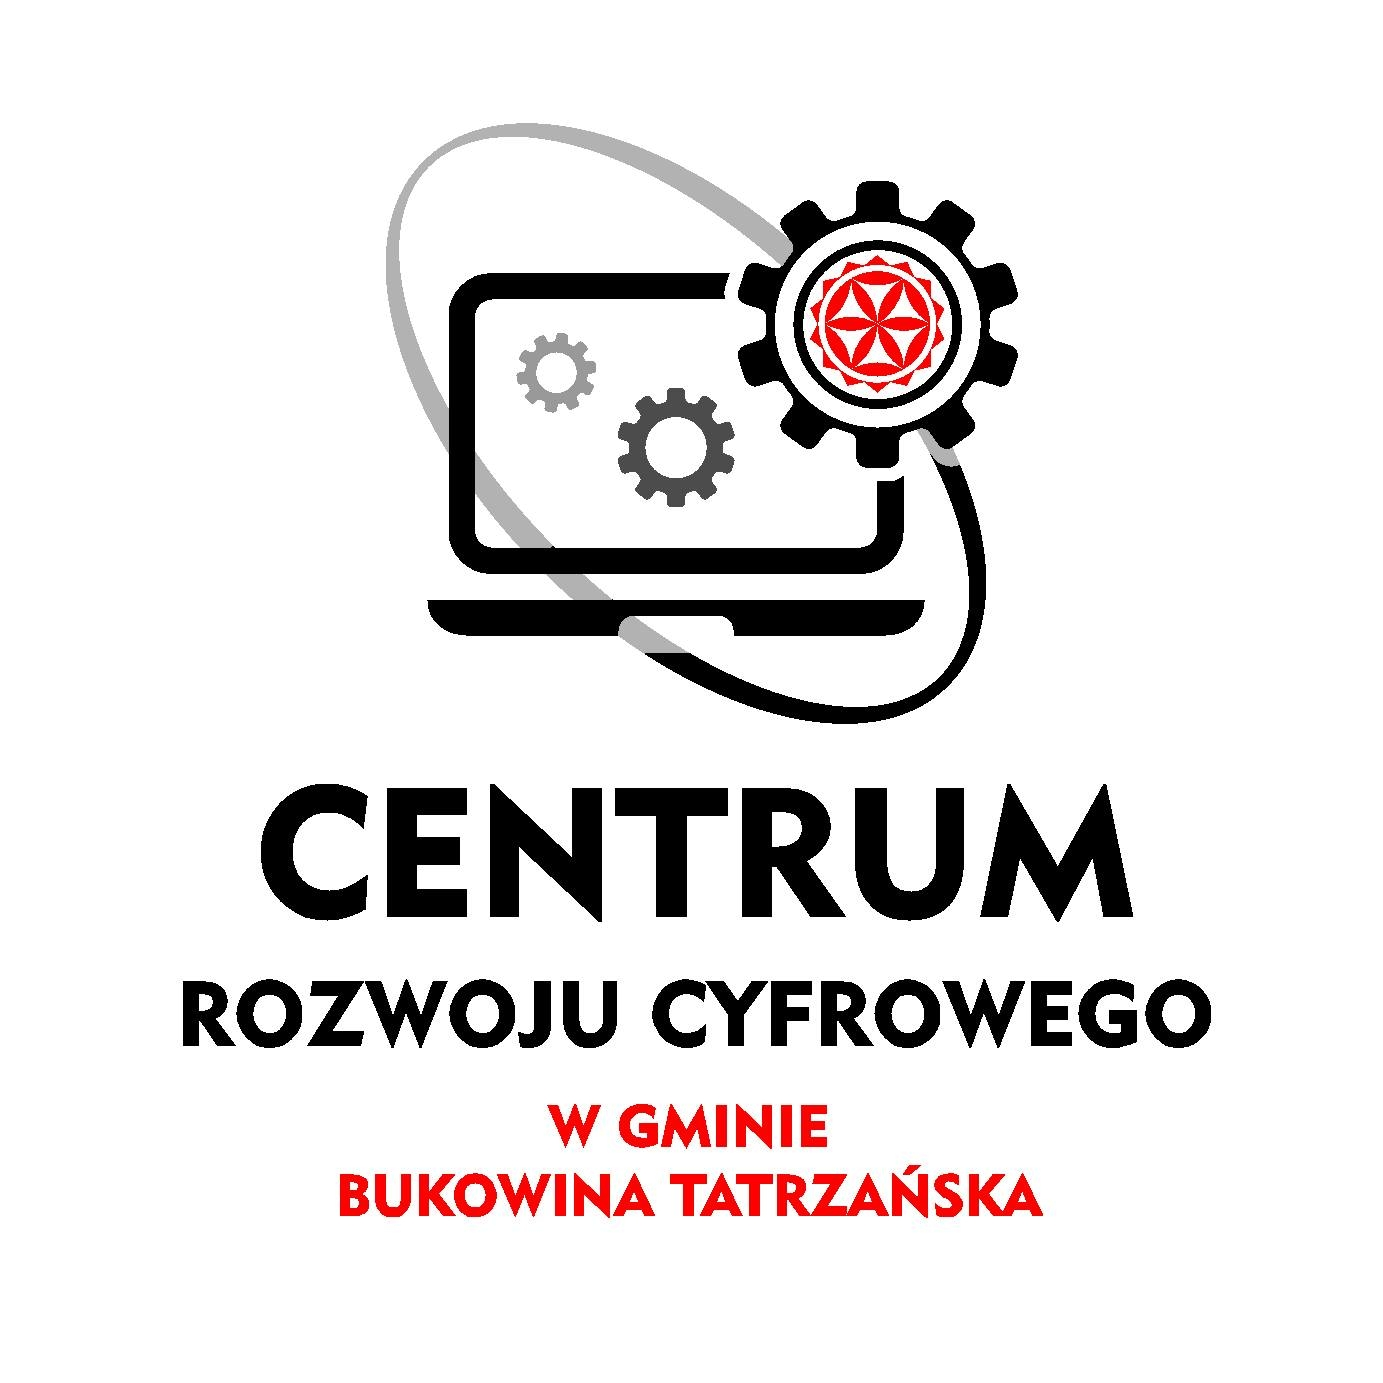 CENTRUM
ROZWOJU CYFROWEGO
W GMINIE
BUKOWINA TATRZAŃSKA